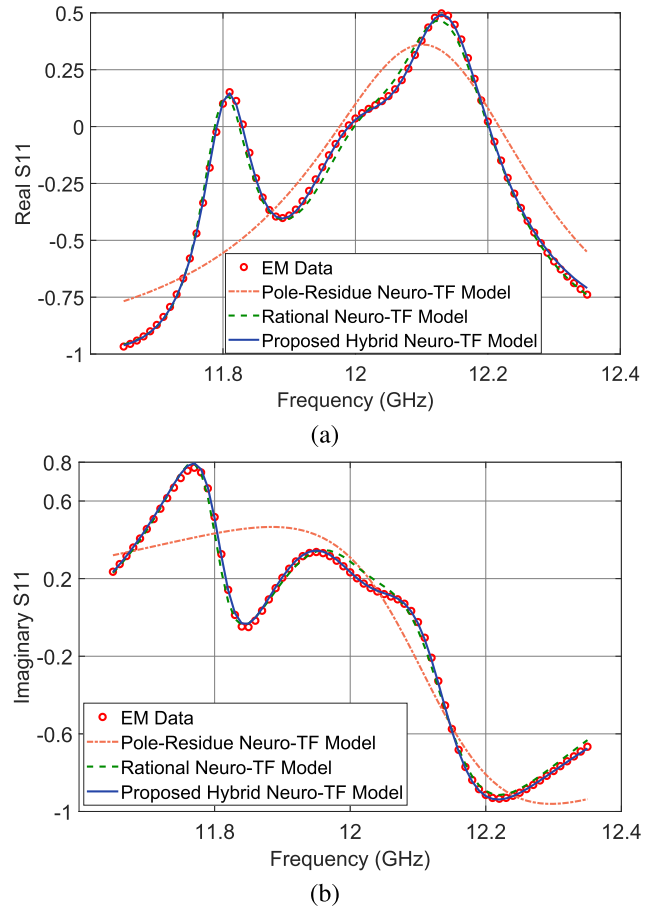 0.5
0.25
0
-0.25
-0.5
-0.75
-1
Real S11
EM Data
Pole-Residue Neuro-TF Model
Rational Neuro-TF Model
Proposed Hybrid Neuro-TF Model
11.8
12
12.2
12.4
Frequency (GHz)
(a)
0.8
0.6
0.2
-0.2
-0.6
-1
Imaginary S11
EM Data
Pole-Residue Neuro-TF Model
Rational Neuro-TF Model
Proposed Hybrid Neuro-TF Model
11.8
12
12.2
12.4
Frequency (GHz)
(b)